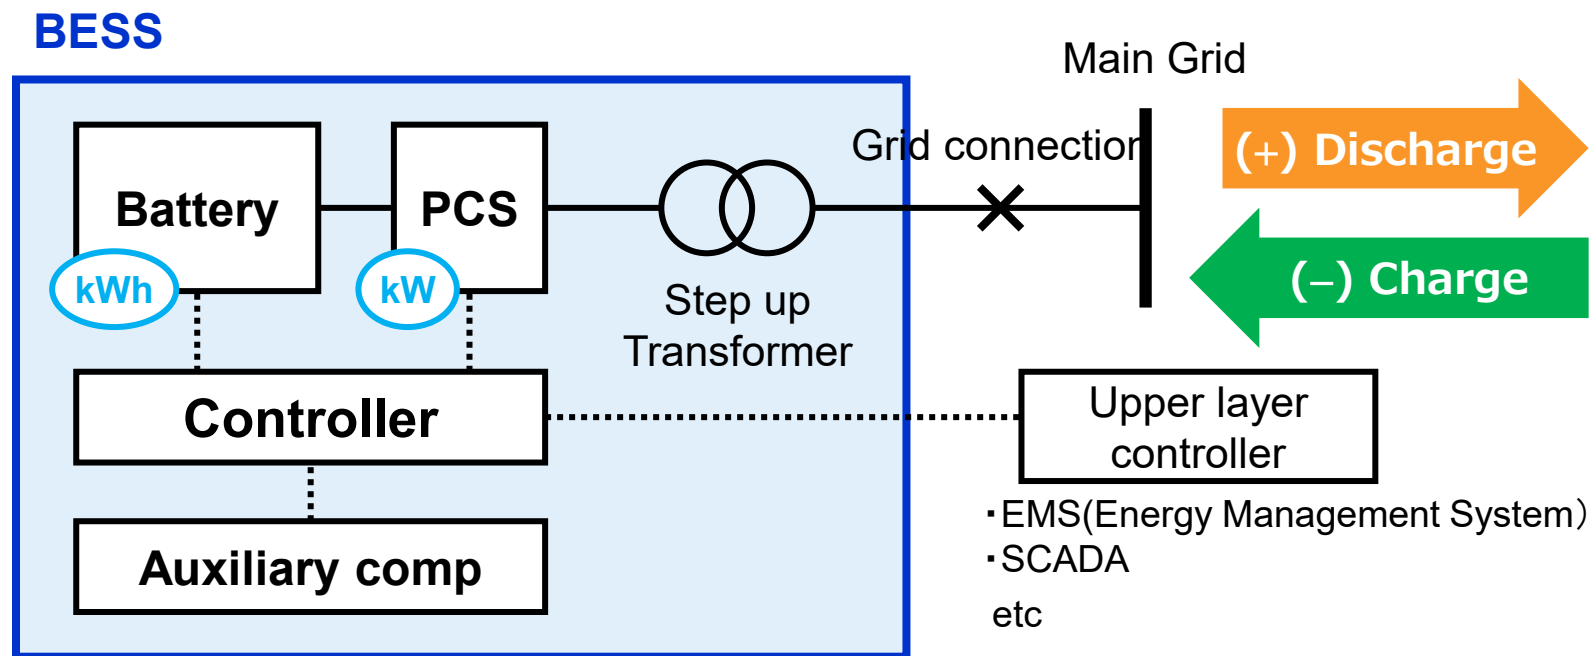 BESS
Main Grid
Grid connection
(+) Discharge
Battery
PCS
(−) Charge
kWh
kW
Step up
Transformer
Controller
Upper layer
controller
・EMS(Energy Management System）
・SCADA
etc
Auxiliary comp